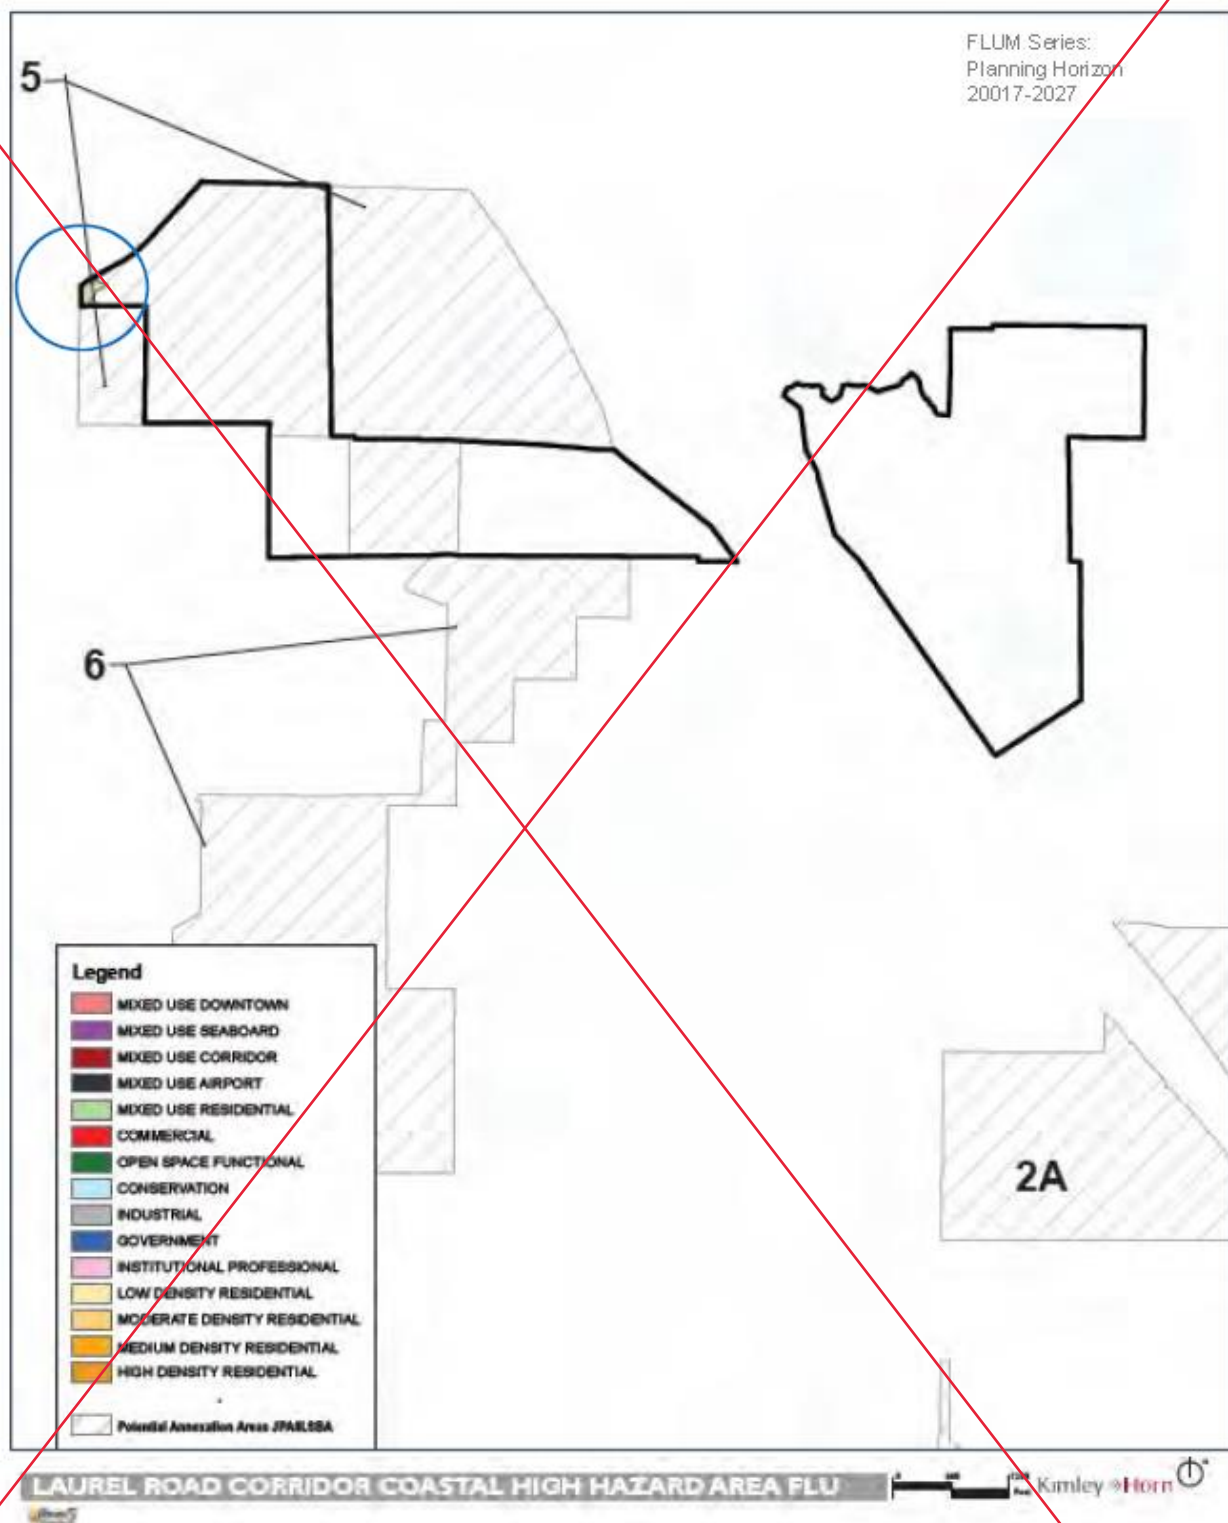 FLUM Series:
Planning Horizon
20017-2027
5
6
2A
Legend
MIXED USE DOWNTOWN
MIXED USE SEABOARD
MIXED USE CORRIDOR
MIXED USE AIRPORT
MIXED USE RESIDENTIAL
COMMERCIAL
OPEN SPACE FUNCTIONAL
CONSERVATION
INDUSTRIAL
GOVERNMENT
INSTITUTIONAL PROFESSIONAL
LOW DENSITY RESIDENTIAL
MODERATE DENSITY RESIDENTIAL
MEDIUM DENSITY RESIDENTIAL
HIGH DENSITY RESIDENTIAL
Potential Annexation Areas JPAILSBA
LAUREL ROAD CORRIDOR COASTAL HIGH HAZARD AREA FLU
Kimley Horn